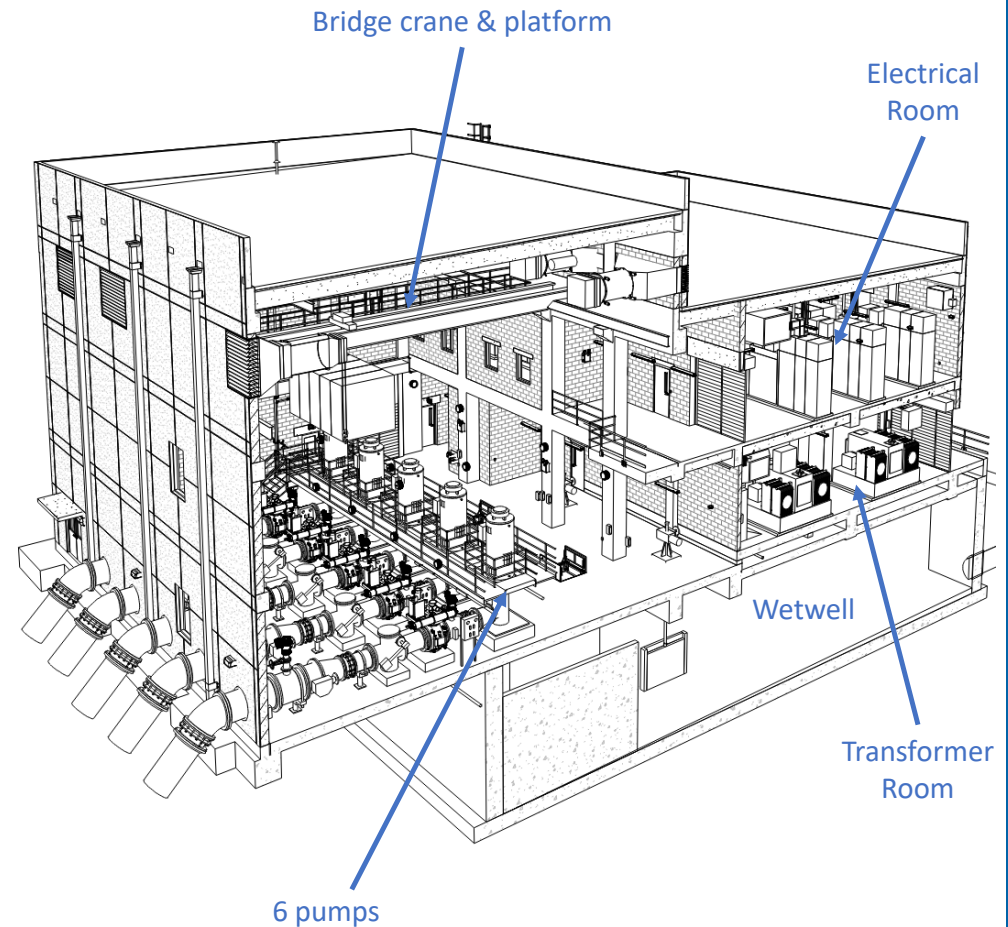 Bridge crane & platform
Electrical
Room
Wetwell
Transformer
Room
6 pumps